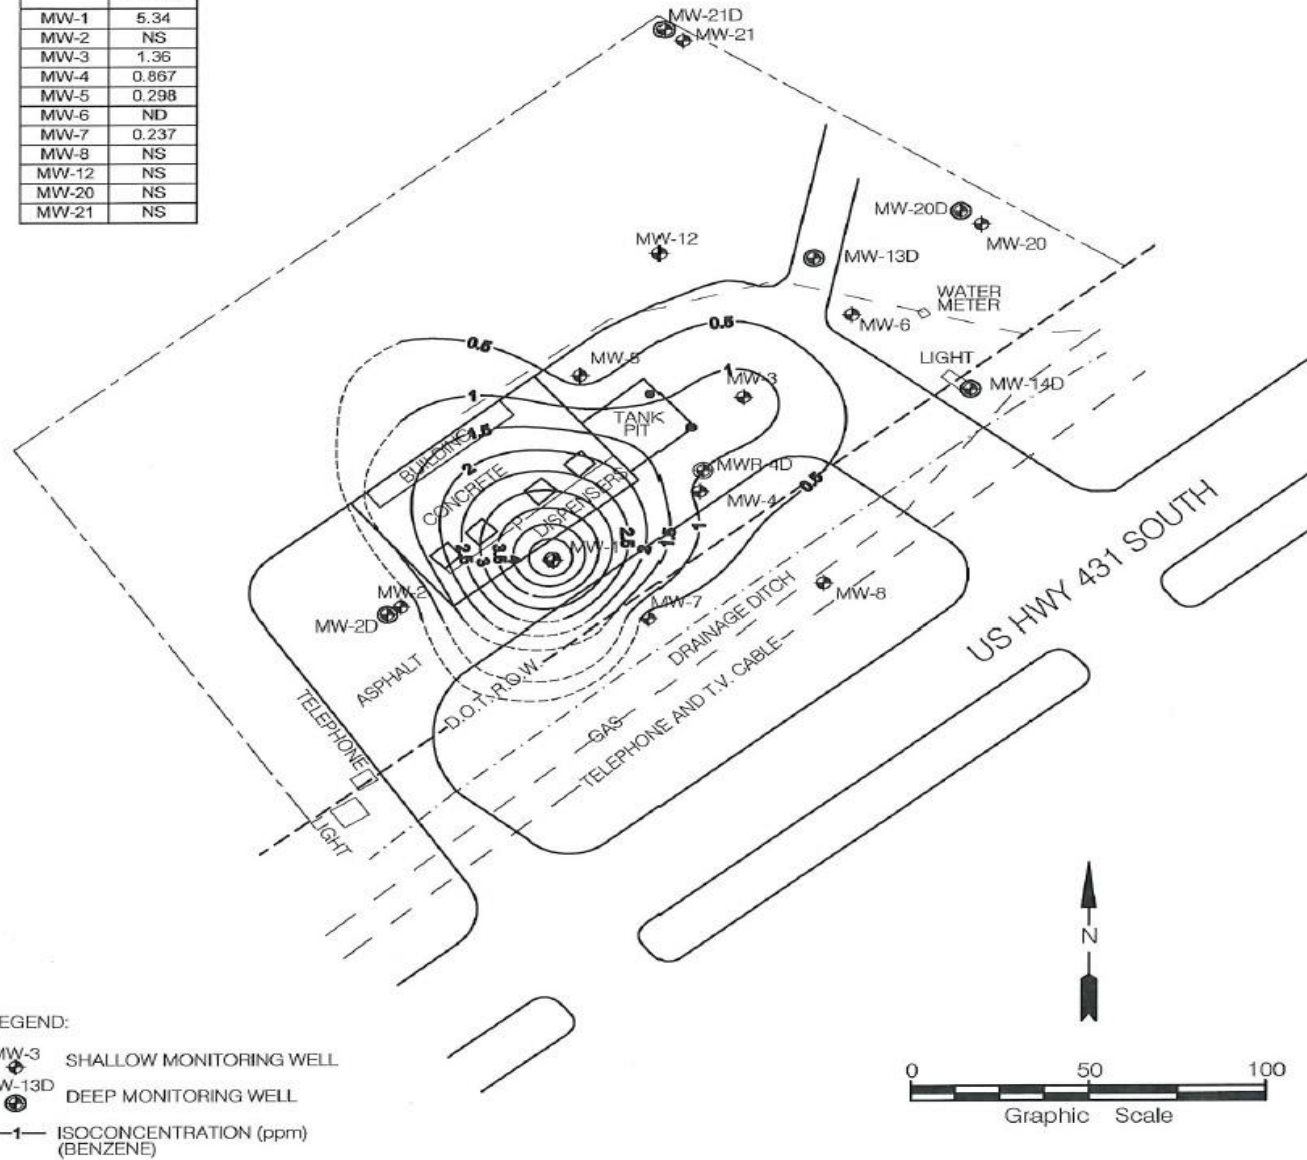 MW-1 5.34
MW-2 NS
MW-3 1.36
MW-4 0.867
MW-5 0.298
MW-6 ND
MW-7 0.237
MW-8 NS
MW-12 NS
MW-20 NS
MW-21 NS
MW-21D
MW-21
MW-20D
MW-20
MW-12
MW-13D
WATER
METER
MW-6
0.5
0.5
MW-5
LIGHT
MW-14D
1
1
MW-3
TANK
PIT
1.5
BUILDING
2
CONCRETE
MWR-4D
MW-4
0.5
P
DISPENSERS
1
1.5
2
2.5
MW-1
2.5
3
3.5
4
MW-2
MW-2D
MW-7
MW-8
US HWY 431 SOUTH
DRAINAGE DITCH
ASPHALT
D.O.T. R.O.W.
GAS
TELEPHONE AND T.V. CABLE
TELEPHONE
LIGHT
N
EGEND:
MW-3 SHALLOW MONITORING WELL
W-13D DEEP MONITORING WELL
1 ISOCONCENTRATION (ppm)
(BENZENE)
0 50 100
Graphic Scale